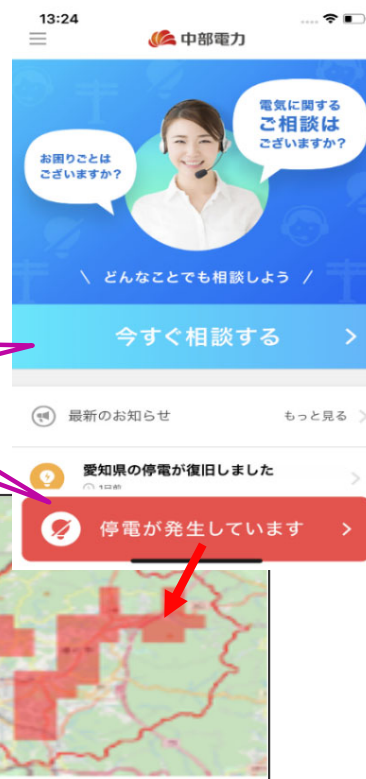 13:24
中部電力
電気に関する
ご相談は
ございますか?
お困りごとは
ございますか?
\ どんなことでも相談しよう /
今すぐ相談する
最新のお知らせ
もっと見る
愛知県の停電が復旧しました
1日前
停電が発生しています